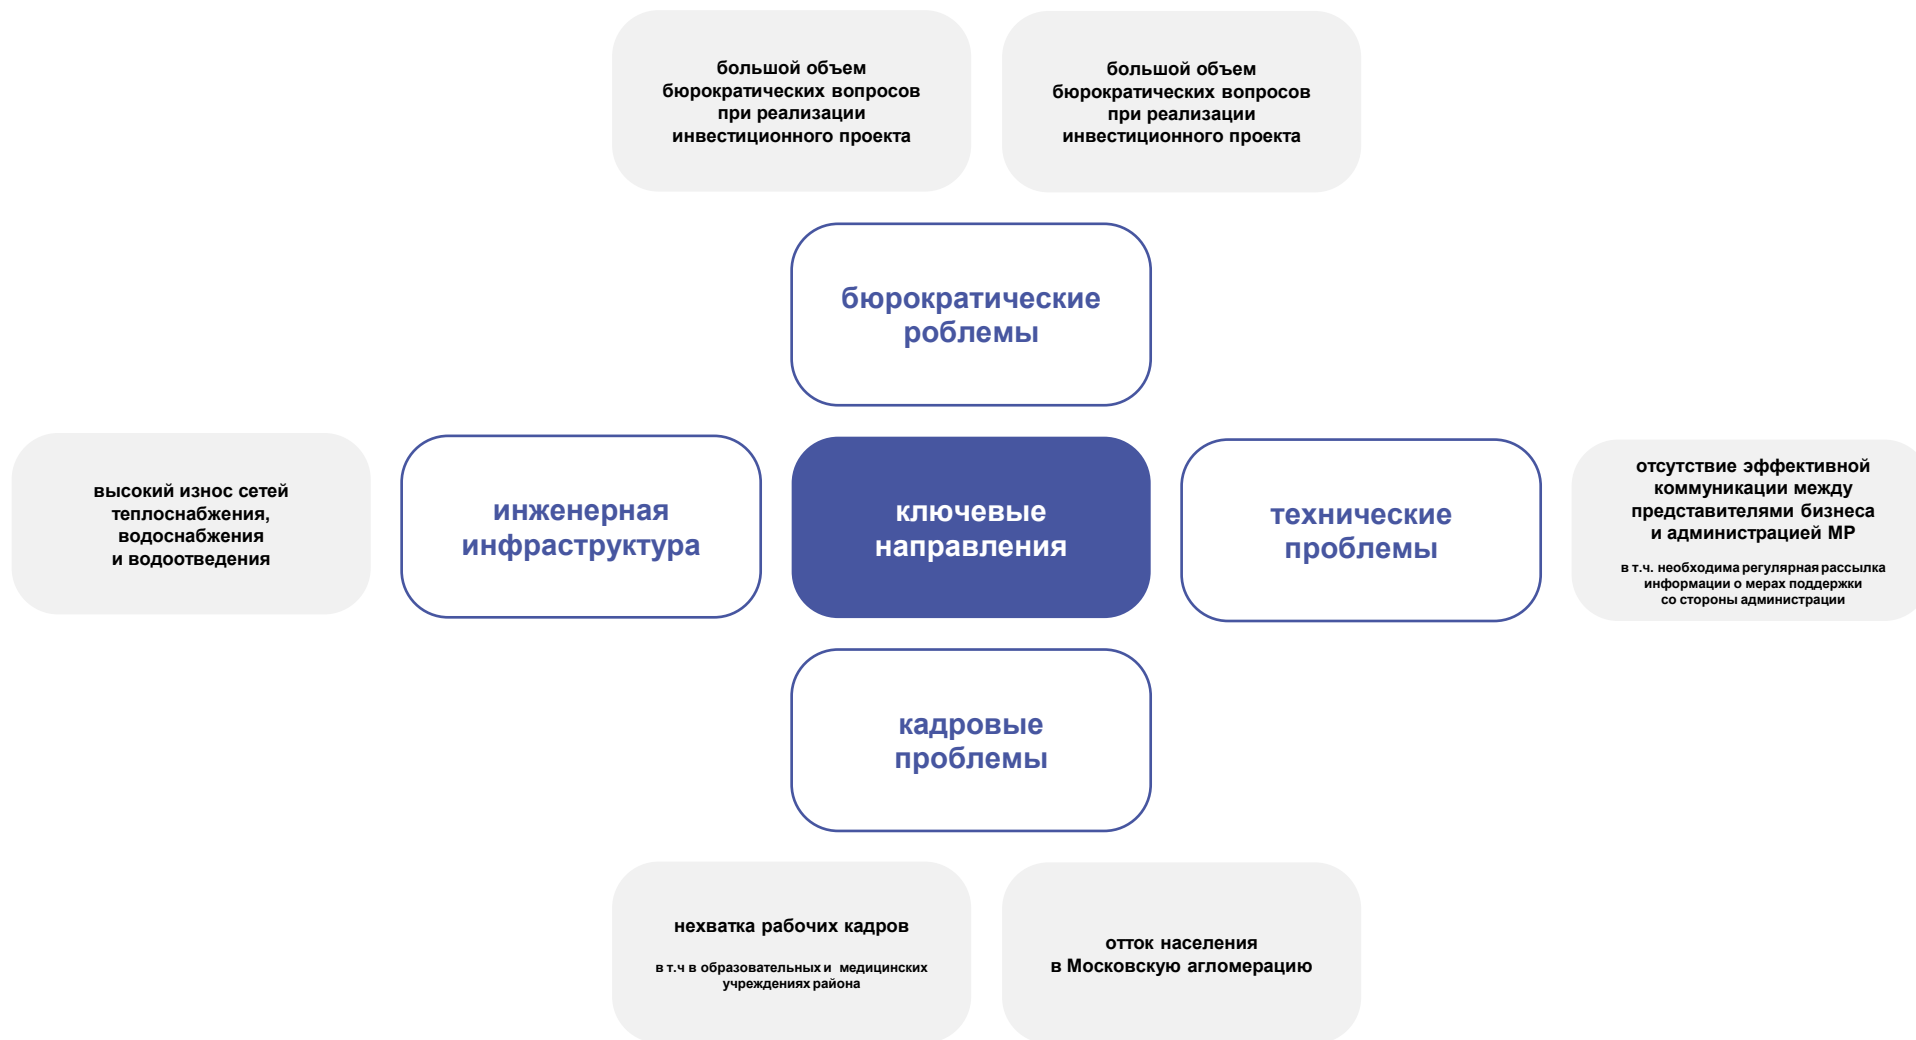 большой объем
бюрократических вопросов
при реализации
инвестиционного проекта
большой объем
бюрократических вопросов
при реализации
инвестиционного проекта
бюрократические
роблемы
высокий износ сетей
теплоснабжения,
водоснабжения
и водоотведения
инженерная
инфраструктура
ключевые
направления
технические
проблемы
отсутствие эффективной
коммуникации между
представителями бизнеса
и администрацией МР
в т.ч. необходима регулярная рассылка
информации о мерах поддержки
со стороны администрации
кадровые
проблемы
нехватка рабочих кадров
в т.ч в образовательных и медицинских
учреждениях района
отток населения
в Московскую агломерацию